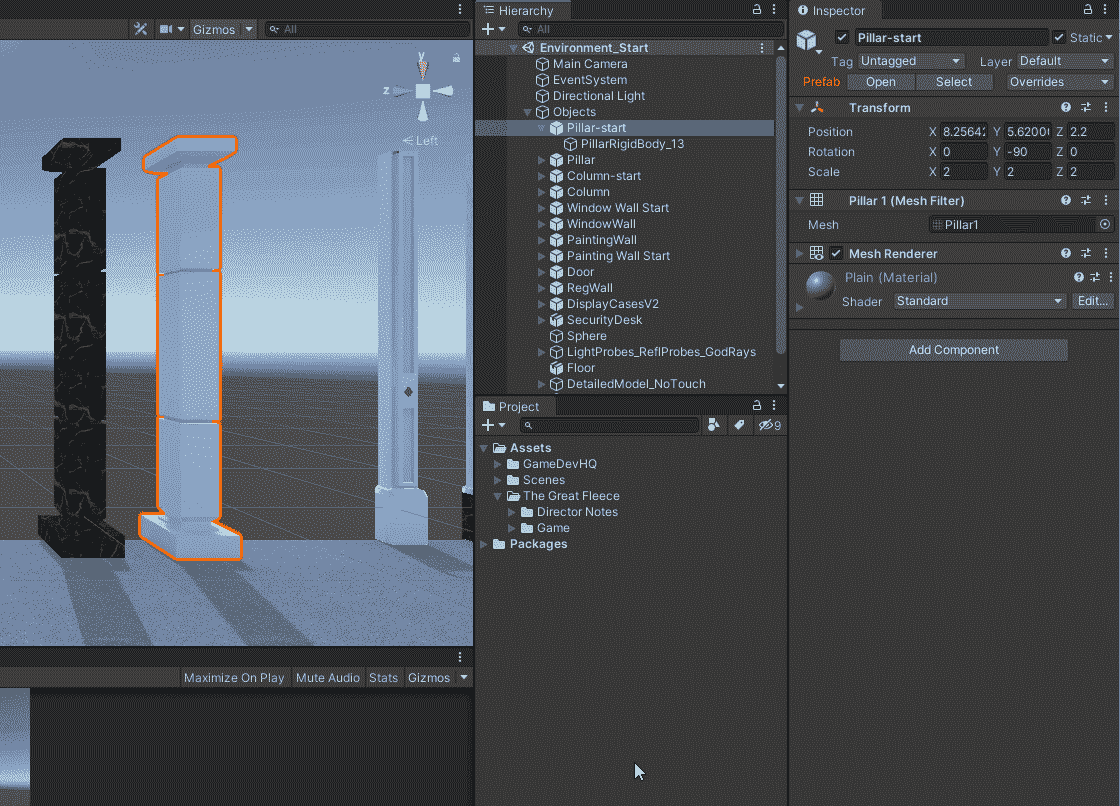 Gizmos
All
y
z
Left
Maximize On Play Mute Audio Stats Gizmos
Hierarchy
All
Environment_Start
Main Camera
EventSystem
Directional Light
Objects
Pillar-start
PillarRigidBody_13
Pillar
Column-start
Column
Window Wall Start
WindowWall
PaintingWall
Painting Wall Start
Door
RegWall
DisplayCasesV2
SecurityDesk
Sphere
LightProbes_ReflProbes_GodRays
Floor
DetailedModel_NoTouch
Project
9
Assets
GameDevHQ
Scenes
The Great Fleece
Director Notes
Game
Packages
Inspector
Pillar-start Static
Tag Untagged Layer Default
Prefab Open Select Overrides
Transform
Position X 8.25642 Y 5.6200 Z 2.2
Rotation X 0 Y -90 Z 0
Scale X 2 Y 2 Z 2
Pillar 1 (Mesh Filter)
Mesh Pillar1
Mesh Renderer
Plain (Material)
Shader Standard Edit...
Add Component